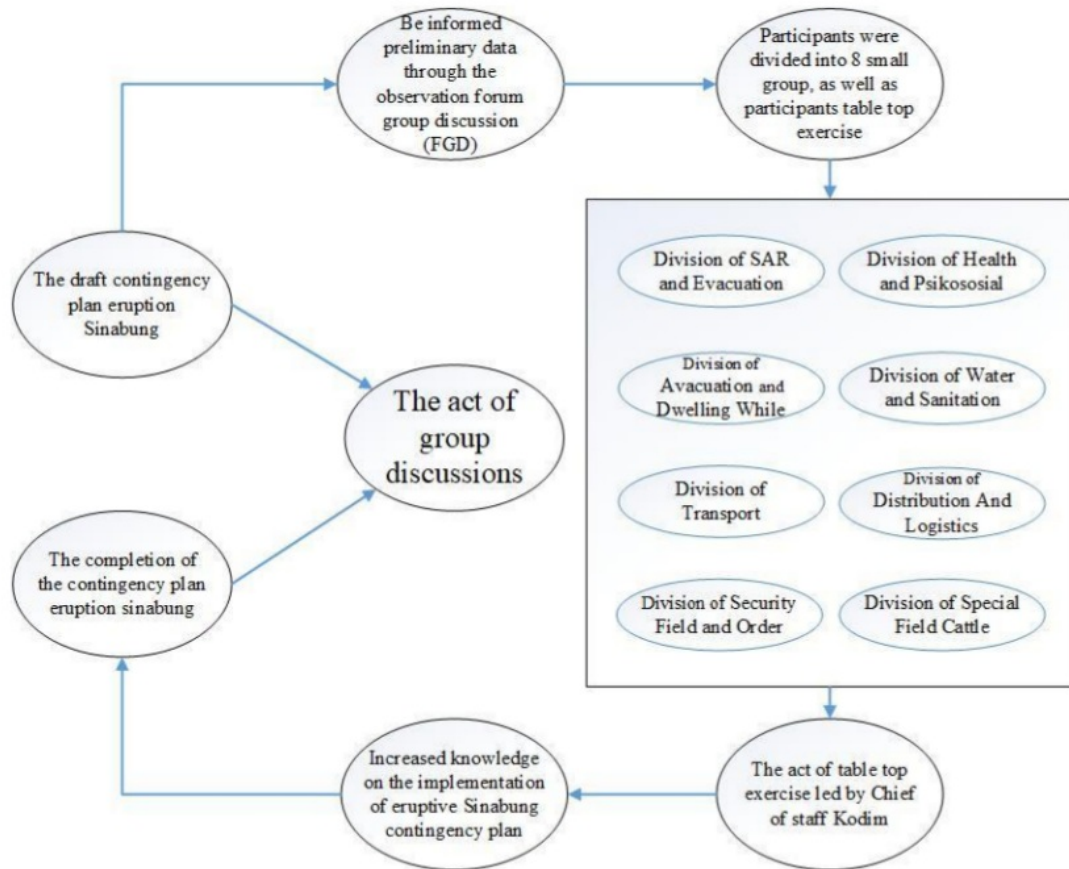 Be informed
preliminary data
through the
observation forum
group discussion
(FGD)
Participants were
divided into 8 small
group, as well as
participants table top
exercise
The draft contingency
plan eruption
Sinabung
Division of SAR
and Evacuation
Division of Health
and Psikososial
The act of
group
discussions
Division of
Avacuation and
Dwelling While
Division of Water
and Sanitation
Division of
Transport
Division of
Distribution And
Logistics
The completion of
the contingency plan
eruption sinabung
Division of Security
Field and Order
Division of Special
Field Cattle
Increased knowledge
on the implementation
of eruptive Sinabung
contingency plan
The act of table top
exercise led by Chief
of staff Kodim